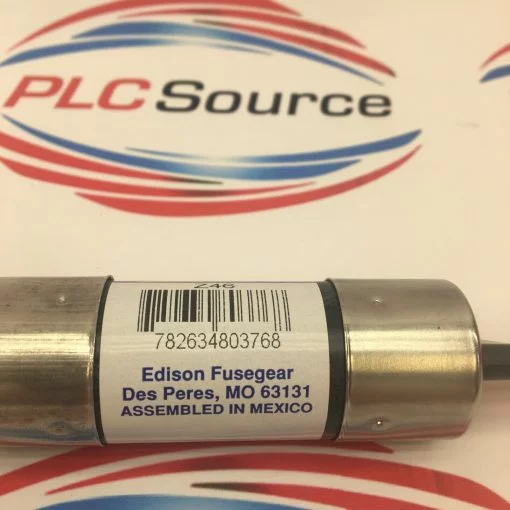 PLC Source
Z46
782634803768
Edison Fusegear
Des Peres, MO 63131
ASSEMBLED IN MEXICO